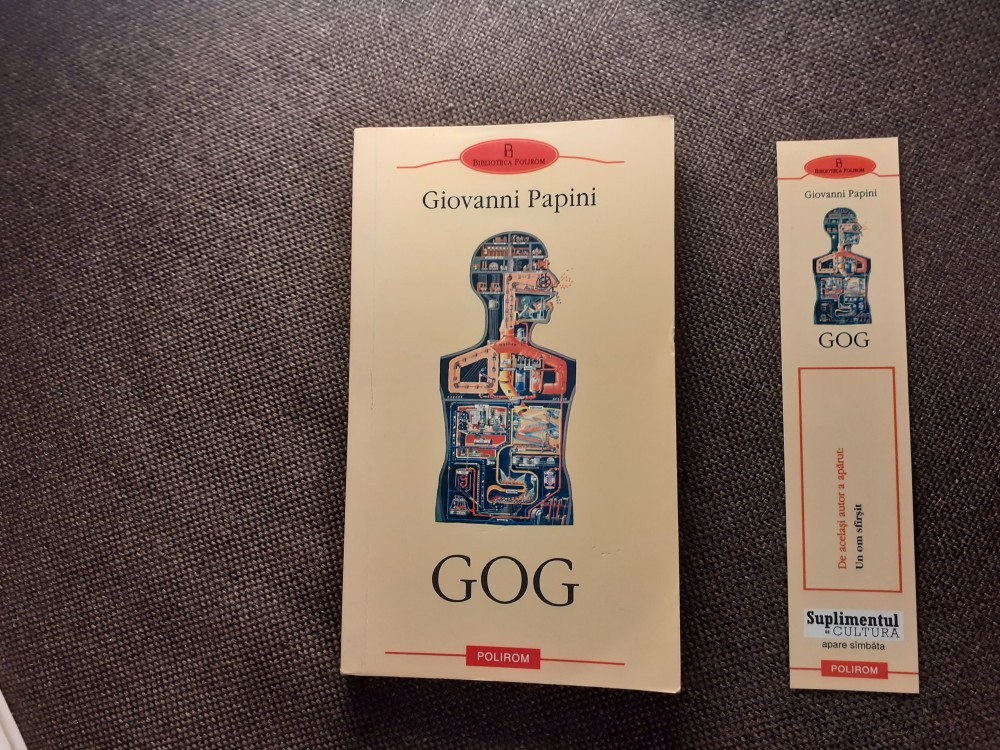 BIBLIOTECA POLIROM
Giovanni Papini
GOG
POLIROM
BIBLIOTECA POLIROM
Giovanni Papini
GOG
De același autor a apărut:
Un om sfîrșit
Suplimentul
de CULTURĂ
apare sîmbăta
POLIROM